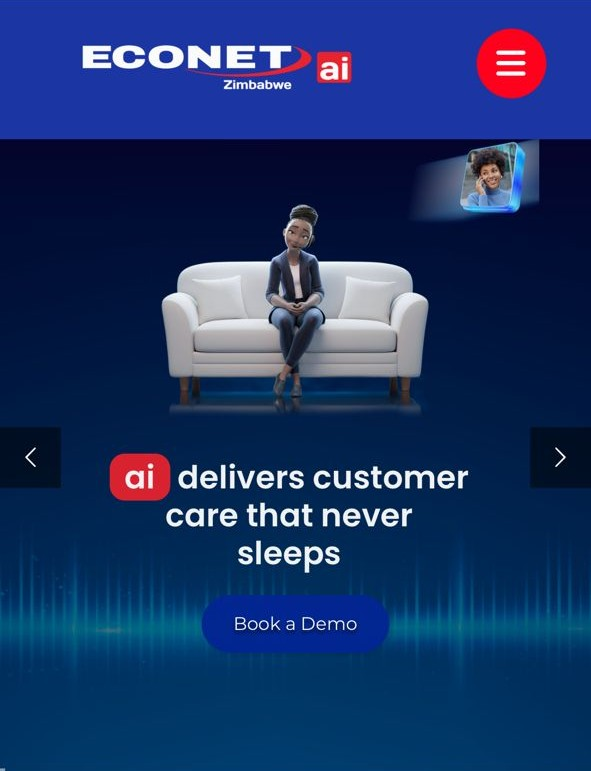 ECONET ai
Zimbabwe
ai delivers customer
care that never
sleeps
Book a Demo